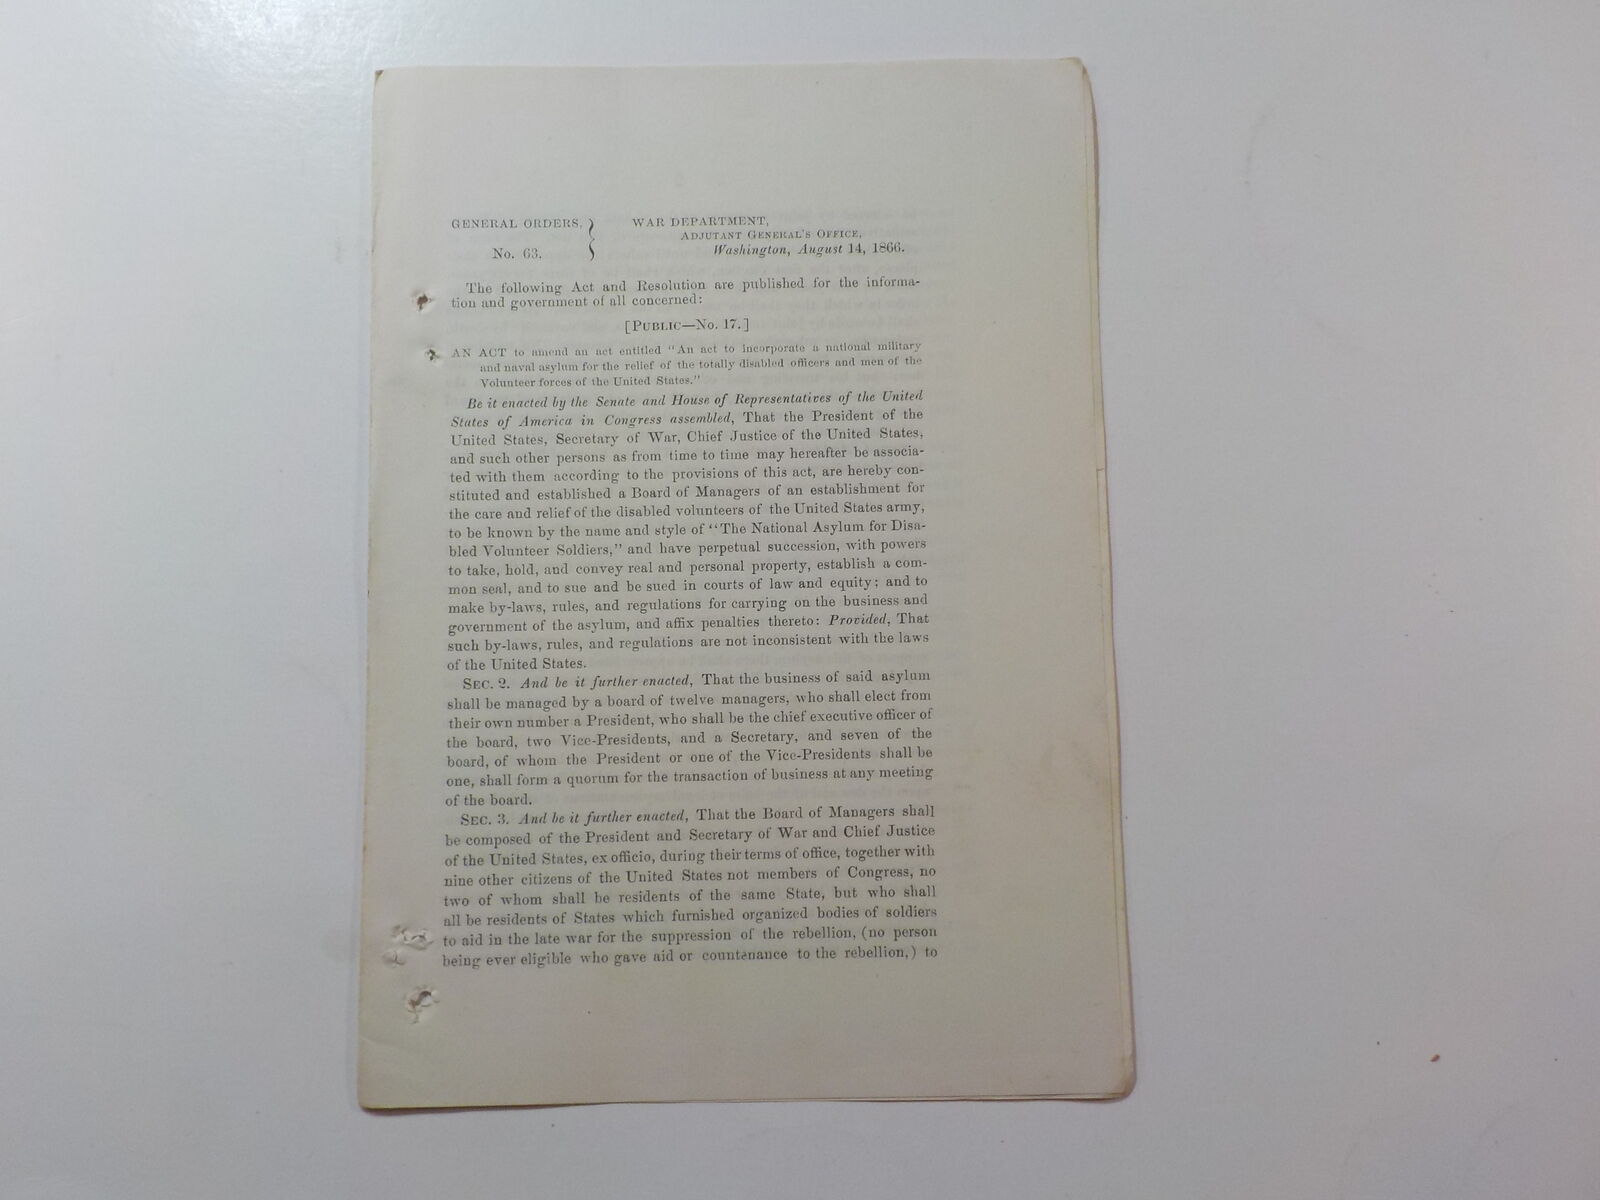 GENERAL ORDERS, } WAR DEPARTMENT,
ADJUTANT GENERAL'S OFFICE,
No. 63. Washington, August 14, 1866.
The following Act and Resolution are published for the informa-
tion and government of all concerned:
[PUBLIC—No. 17.]
AN ACT to amend an act entitled "An act to incorporate a national military
and naval asylum for the relief of the totally disabled officers and men of the
Volunteer forces of the United States."
Be it enacted by the Senate and House of Representatives of the United
States of America in Congress assembled, That the President of the
United States, Secretary of War, Chief Justice of the United States,
and such other persons as from time to time may hereafter be associa-
ted with them according to the provisions of this act, are hereby con-
stituted and established a Board of Managers of an establishment for
the care and relief of the disabled volunteers of the United States army,
to be known by the name and style of "The National Asylum for Disa-
bled Volunteer Soldiers," and have perpetual succession, with powers
to take, hold, and convey real and personal property, establish a com-
mon seal, and to sue and be sued in courts of law and equity; and to
make by-laws, rules, and regulations for carrying on the business and
government of the asylum, and affix penalties thereto: Provided, That
such by-laws, rules, and regulations are not inconsistent with the laws
of the United States.
SEC. 2. And be it further enacted, That the business of said asylum
shall be managed by a board of twelve managers, who shall elect from
their own number a President, who shall be the chief executive officer of
the board, two Vice-Presidents, and a Secretary, and seven of the
board, of whom the President or one of the Vice-Presidents shall be
one, shall form a quorum for the transaction of business at any meeting
of the board.
SEC. 3. And be it further enacted, That the Board of Managers shall
be composed of the President and Secretary of War and Chief Justice
of the United States, ex officio, during their terms of office, together with
nine other citizens of the United States not members of Congress, no
two of whom shall be residents of the same State, but who shall
all be residents of States which furnished organized bodies of soldiers
to aid in the late war for the suppression of the rebellion, (no person
being ever eligible who gave aid or countenance to the rebellion,) to